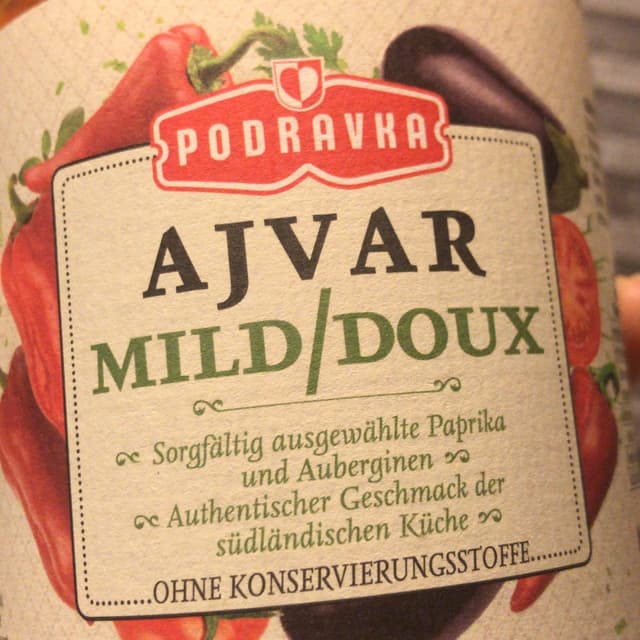 PODRAVKA
AJVAR
MILD/DOUX
Sorgfältig ausgewählte Paprika
und Auberginen
Authentischer Geschmack der
südländischen Küche
...OHNE KONSERVIERUNGSSTOFFE...